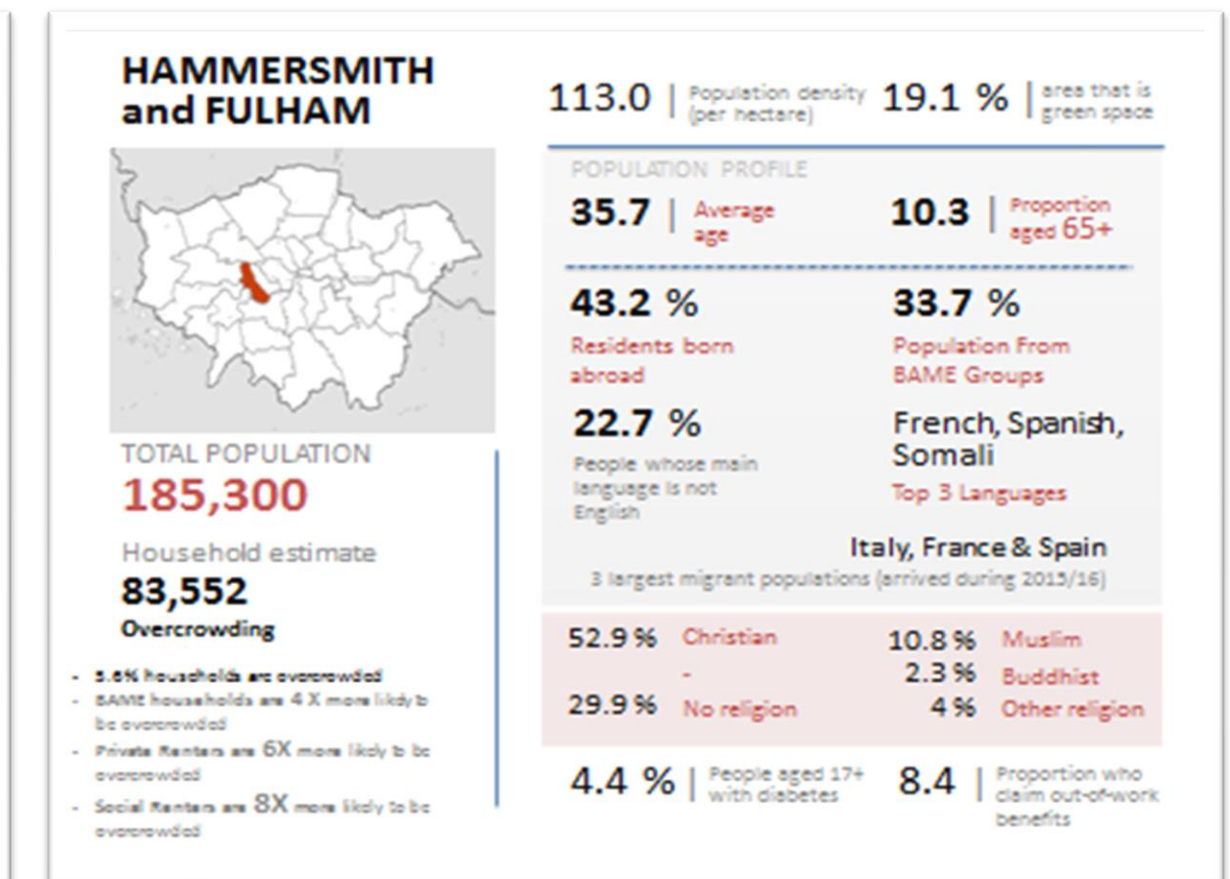 HAMMERSMITH
and FULHAM
TOTAL POPULATION
185,300
Household estimate
83,552
Overcrowding
- 5.6% households are overcrowded
- BAME households are 4 X more likely to
be overcrowded
- Private Renters are 6X more likely to be
overcrowded
- Social Renters are 8X more likely to be
overcrowded
113.0 | Population density
(per hectare)
19.1 % | area that is
green space
POPULATION PROFILE
35.7 | Average
age
10.3 | Proportion
aged 65+
43.2 %
Residents born
abroad
33.7 %
Population From
BAME Groups
22.7 %
People whose main
language is not
English
French, Spanish,
Somali
Top 3 Languages
Italy, France & Spain
3 largest migrant populations (arrived during 2015/16)
52.9 % Christian
-
29.9 % No religion
10.8 % Muslim
2.3 % Buddhist
4 % Other religion
4.4 % | People aged 17+
with diabetes
8.4 | Proportion who
claim out-of-work
benefits